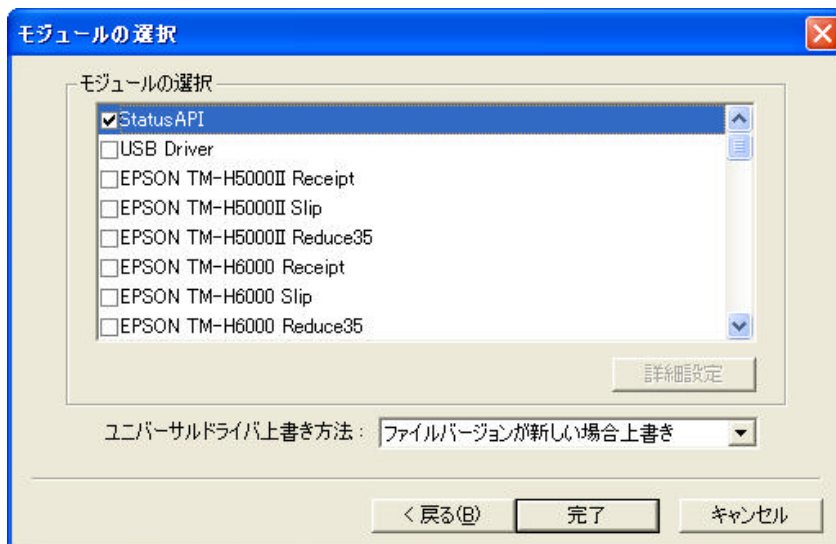 モジュールの選択
モジュールの選択
StatusAPI
USB Driver
EPSON TM-H5000II Receipt
EPSON TM-H5000II Slip
EPSON TM-H5000II Reduce35
EPSON TM-H6000 Receipt
EPSON TM-H6000 Slip
EPSON TM-H6000 Reduce35
詳細設定
ユニバーサルドライバ上書き方法: ファイルバージョンが新しい場合上書き
< 戻る(B) 完了 キャンセル